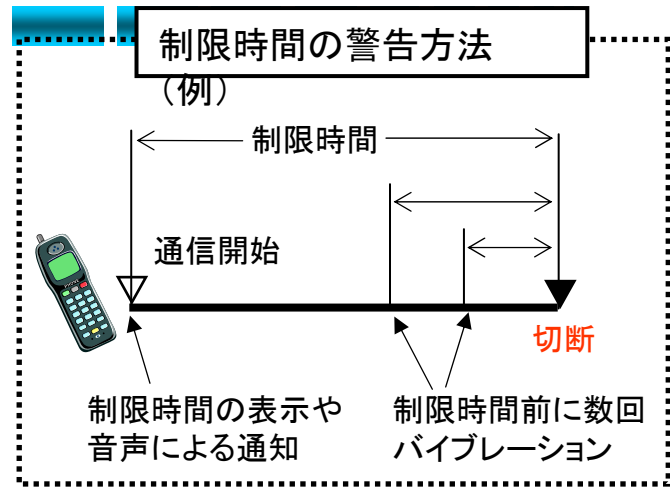 制限時間の警告方法
（例）
制限時間
通信開始
切断
制限時間の表示や
音声による通知
制限時間前に数回
バイブレーション